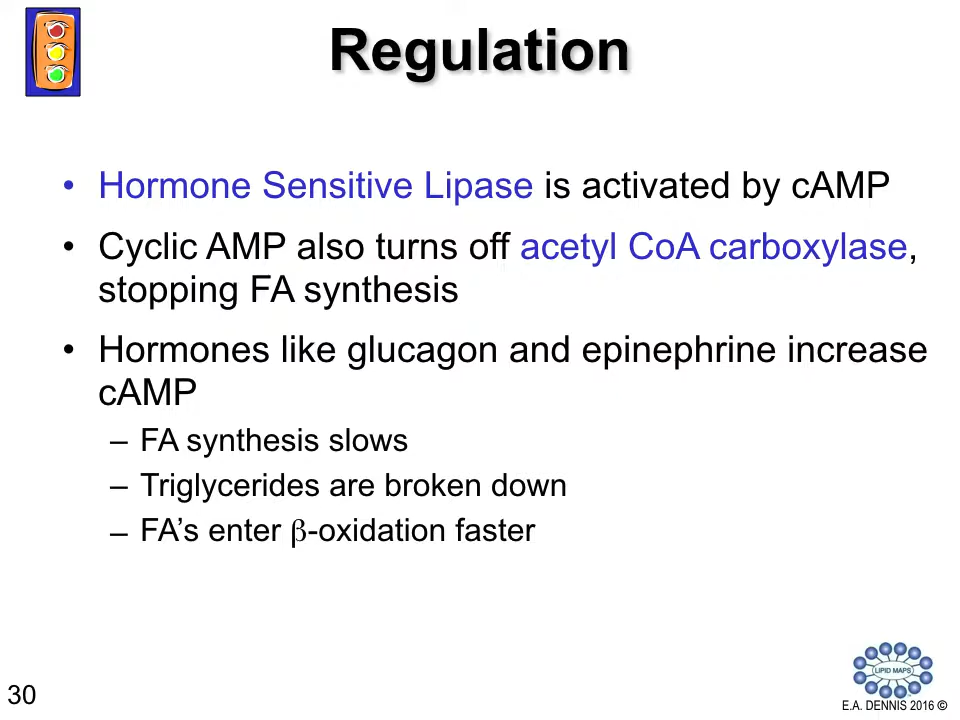 Regulation
• Hormone Sensitive Lipase is activated by cAMP
• Cyclic AMP also turns off acetyl CoA carboxylase,
stopping FA synthesis
• Hormones like glucagon and epinephrine increase
cAMP
– FA synthesis slows
– Triglycerides are broken down
– FA’s enter β-oxidation faster
LIPID MAPS
30
E.A. DENNIS 2016 ©